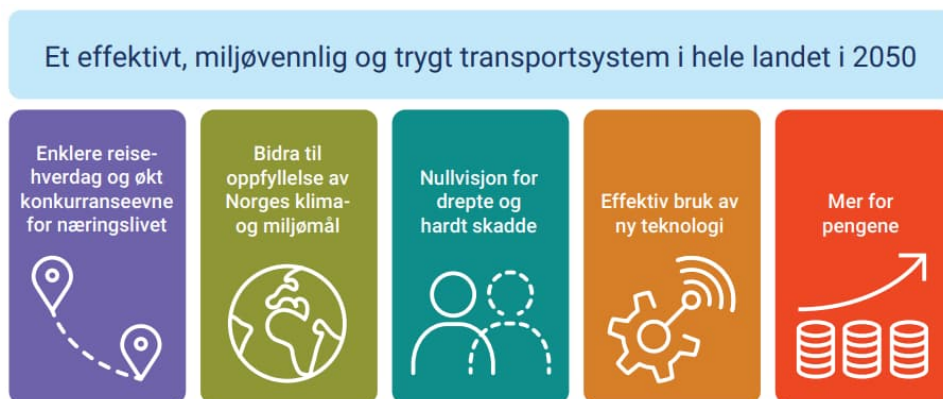 Et effektivt, miljøvennlig og trygt transportsystem i hele landet i 2050
Enklere reise-
hverdag og økt
konkurranseevne
for næringslivet
Bidra til
oppfyllelse av
Norges klima-
og miljømål
Nullvisjon for
drepte og
hardt skadde
Effektiv bruk av
ny teknologi
Mer for
pengene